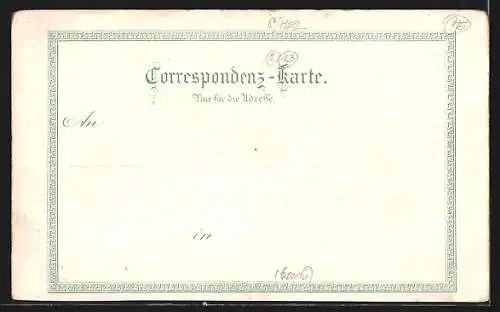 Correspondenz-Karte.
Nur für die Adresse.
An
in